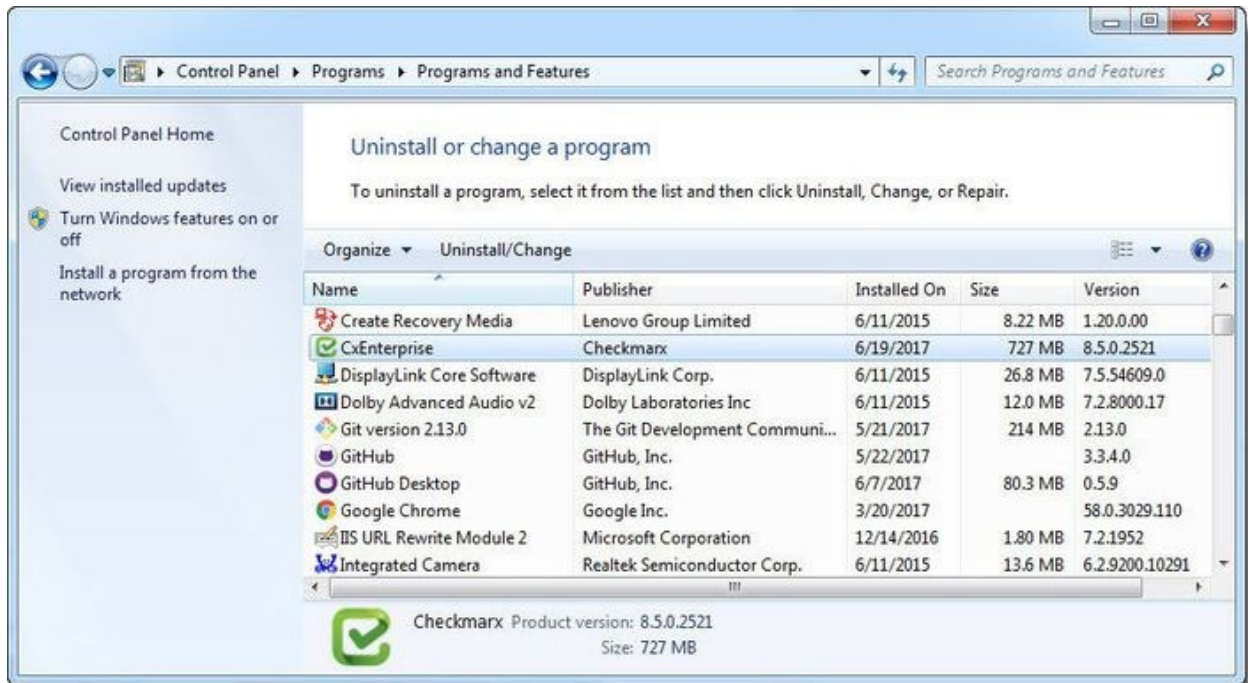 Control Panel Programs Programs and Features Search Programs and Features
Control Panel Home
View installed updates
Turn Windows features on or
off
Install a program from the
network
Uninstall or change a program
To uninstall a program, select it from the list and then click Uninstall, Change, or Repair.
Organize Uninstall/Change
Name Publisher Installed On Size Version
Create Recovery Media Lenovo Group Limited 6/11/2015 8.22 MB 1.20.0.00
CxEnterprise Checkmarx 6/19/2017 727 MB 8.5.0.2521
DisplayLink Core Software DisplayLink Corp. 6/11/2015 26.8 MB 7.5.54609.0
Dolby Advanced Audio v2 Dolby Laboratories Inc 6/11/2015 12.0 MB 7.2.8000.17
Git version 2.13.0 The Git Development Communi... 5/21/2017 214 MB 2.13.0
GitHub GitHub, Inc. 5/22/2017 3.3.4.0
GitHub Desktop GitHub, Inc. 6/7/2017 80.3 MB 0.5.9
Google Chrome Google Inc. 3/20/2017 58.0.3029.110
IIS URL Rewrite Module 2 Microsoft Corporation 12/14/2016 1.80 MB 7.2.1952
Integrated Camera Realtek Semiconductor Corp. 6/11/2015 13.6 MB 6.2.9200.10291
Checkmarx Product version: 8.5.0.2521
Size: 727 MB